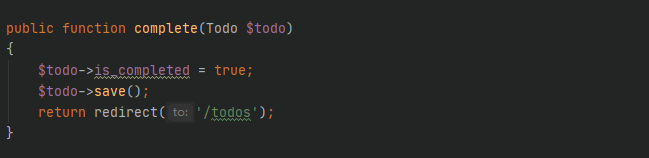 public function complete(Todo $todo)
{
    $todo->is_completed = true;
    $todo->save();
    return redirect( to: '/todos');
}